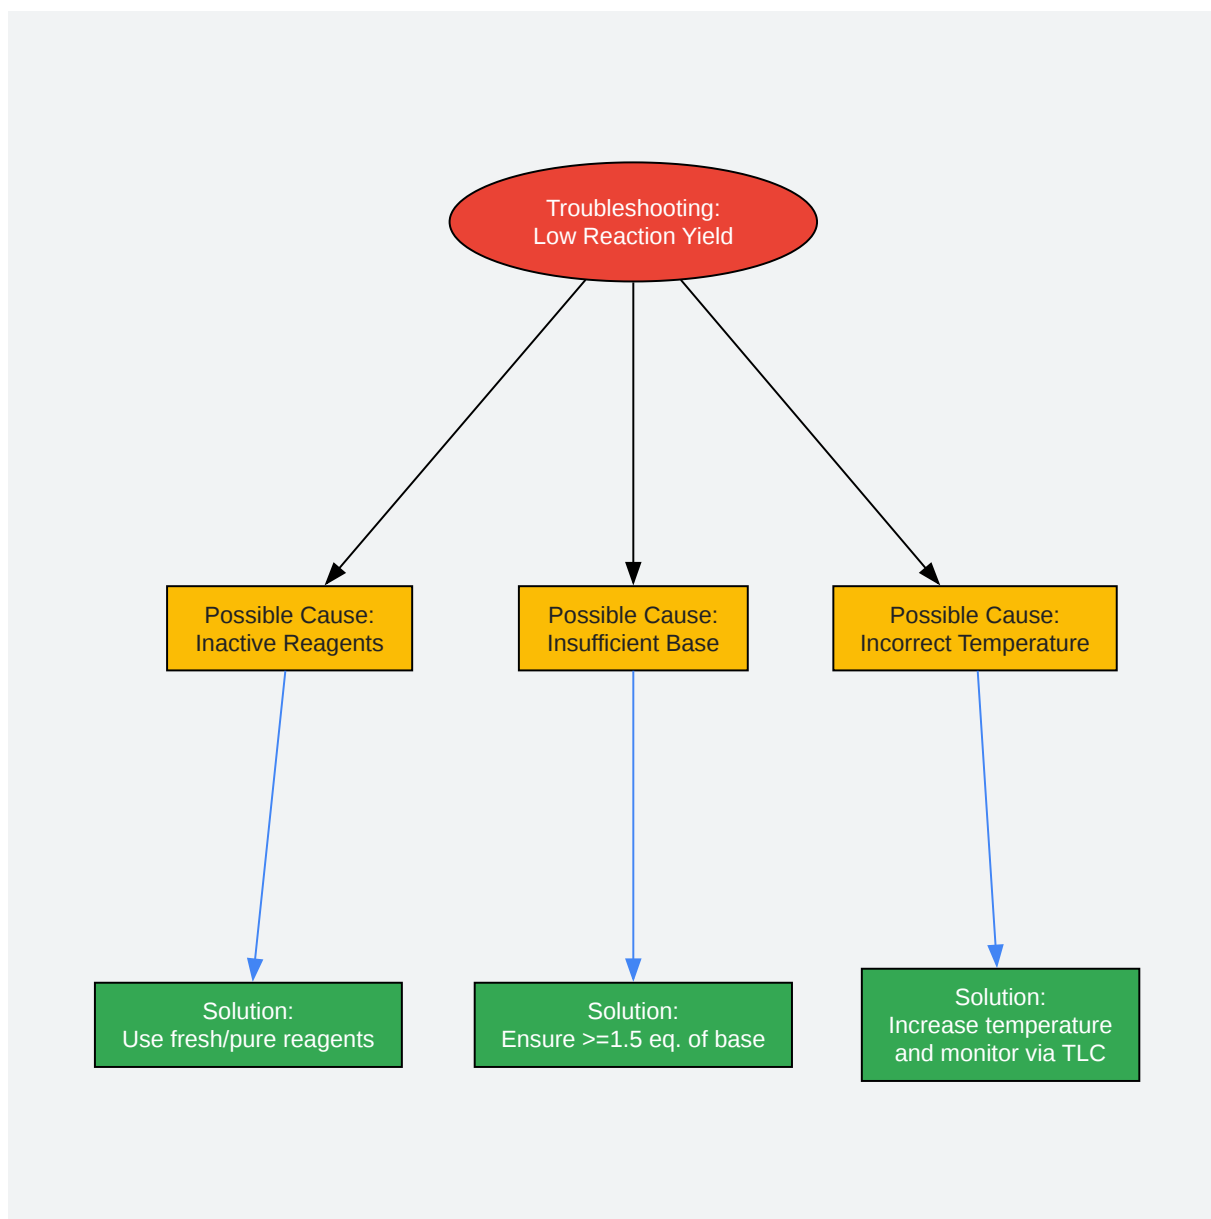 Troubleshooting:
Low Reaction Yield
Possible Cause:
Inactive Reagents
Possible Cause:
Insufficient Base
Possible Cause:
Incorrect Temperature
Solution:
Use fresh/pure reagents
Solution:
Ensure >=1.5 eq. of base
Solution:
Increase temperature
and monitor via TLC